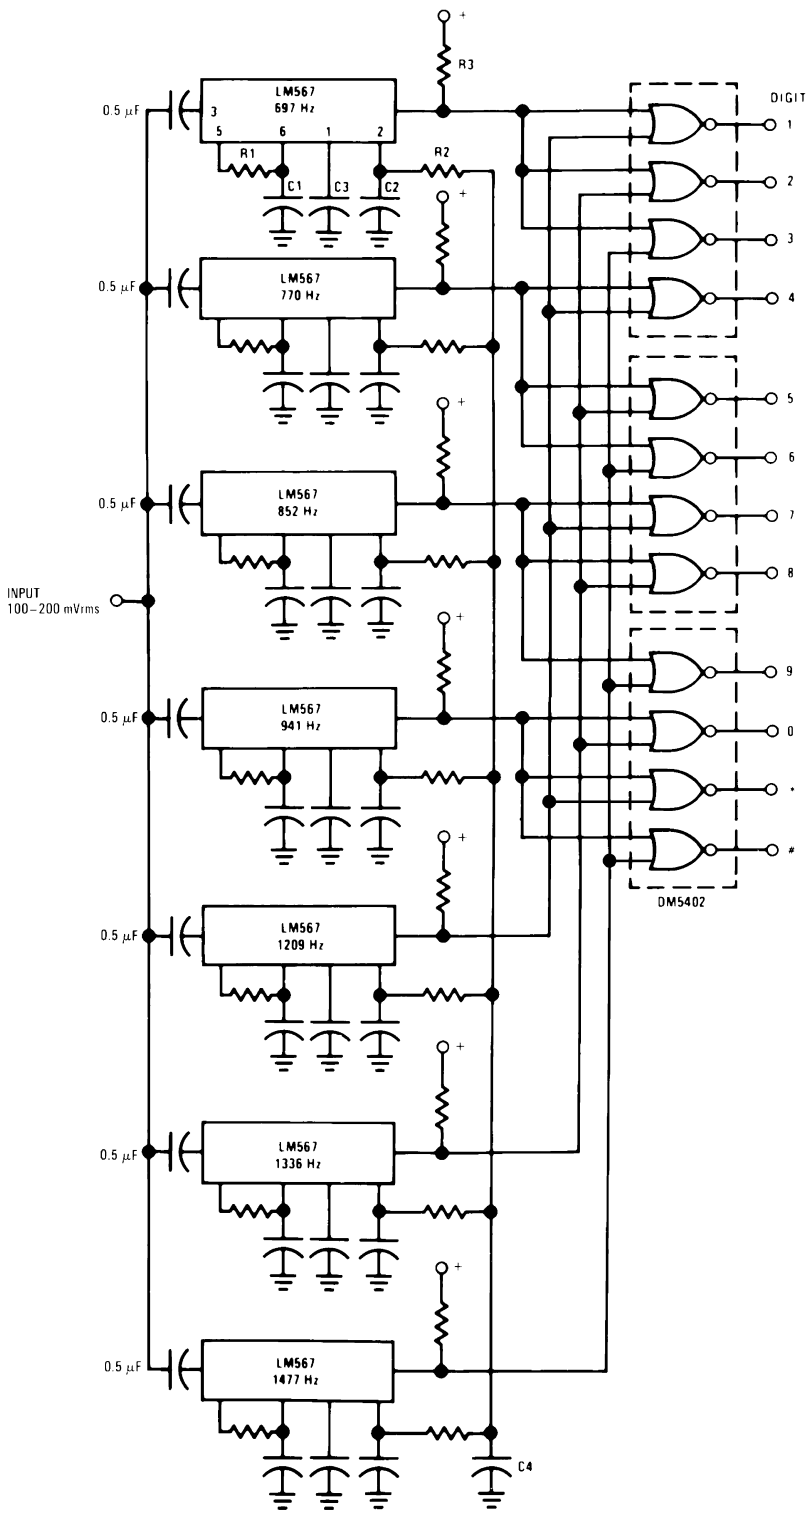 +
R3
DIGIT
0.5 µF
LM567
697 Hz
3
5 6 1 2
R1
R2
C1
C3
C2
1
2
3
4
+
0.5 µF
LM567
770 Hz
5
6
7
8
+
0.5 µF
LM567
852 Hz
INPUT
100–200 mVrms
+
0.5 µF
LM567
941 Hz
9
0
*
#
DM5402
+
0.5 µF
LM567
1209 Hz
+
0.5 µF
LM567
1336 Hz
+
0.5 µF
LM567
1477 Hz
C4